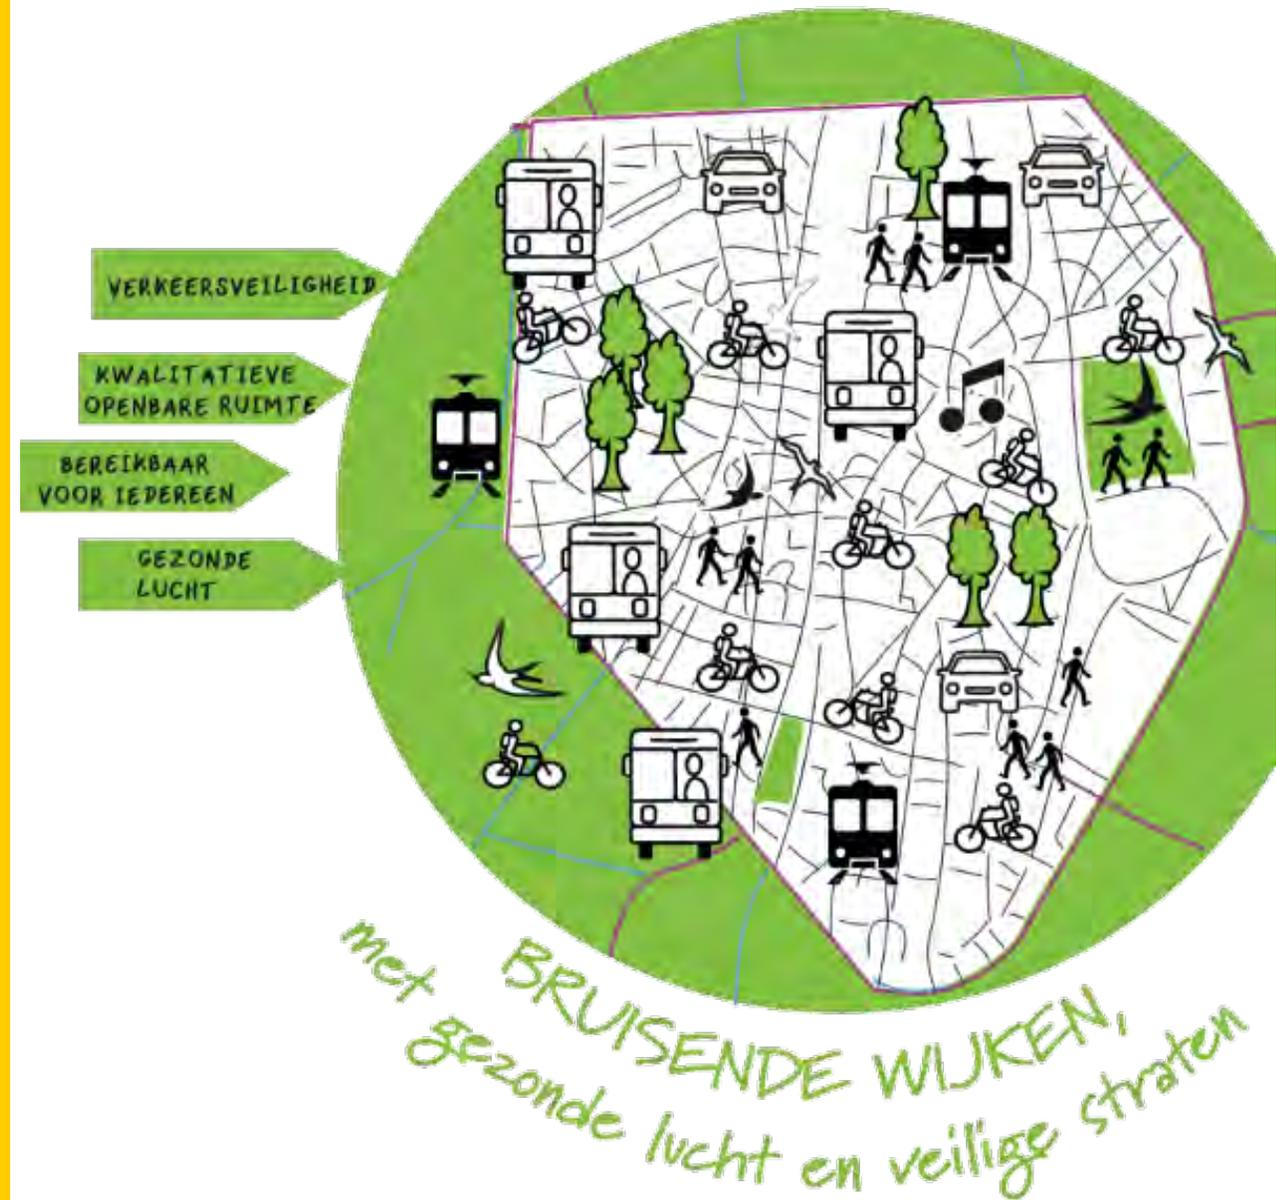 VERKEERSVEILIGHEID
KWALITATIEVE
OPENBARE RUIMTE
BEREIKBAAR
VOOR IEDEREEN
GEZONDE
LUCHT
BRUISENDE WIJKEN,
met gezonde lucht en veilige straten